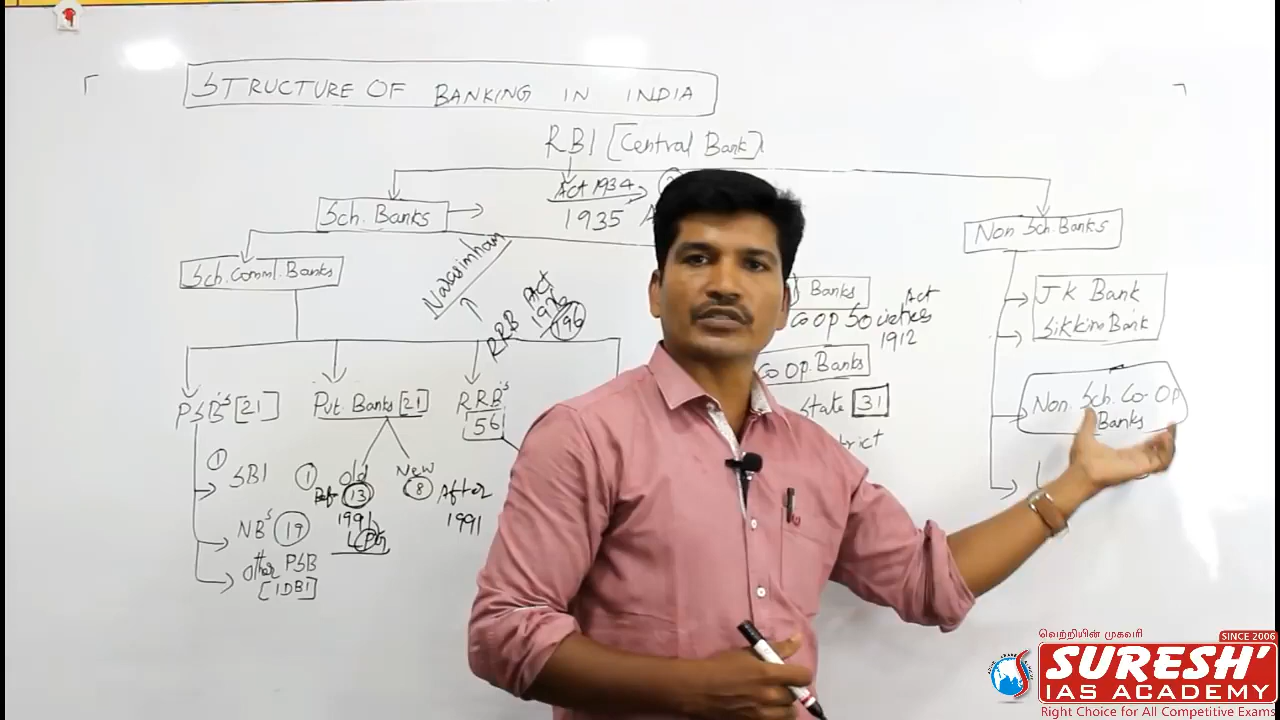 STRUCTURE OF BANKING IN INDIA
RBI [Central Bank]
Act 1934
1935 A
Sch. Banks
Non Sch. Banks
Sch. Comml. Banks
Narasimham
RRB Act
1976
196
Banks
Co Op Societies Act
1912
Co Op. Banks
State 31
JK Bank
Sikkim Bank
Non. Sch. Co-Op
Banks
PSB's [21]
Pvt. Banks [21]
RRB's
56
① SBI
NB's 19
Other PSB
[IDBI]
① Old
Bef 13
1991
New
8 After
1991
வெற்றியின் முகவரி
SINCE 2006
SURESH'
IAS ACADEMY
Right Choice for All Competitive Exams